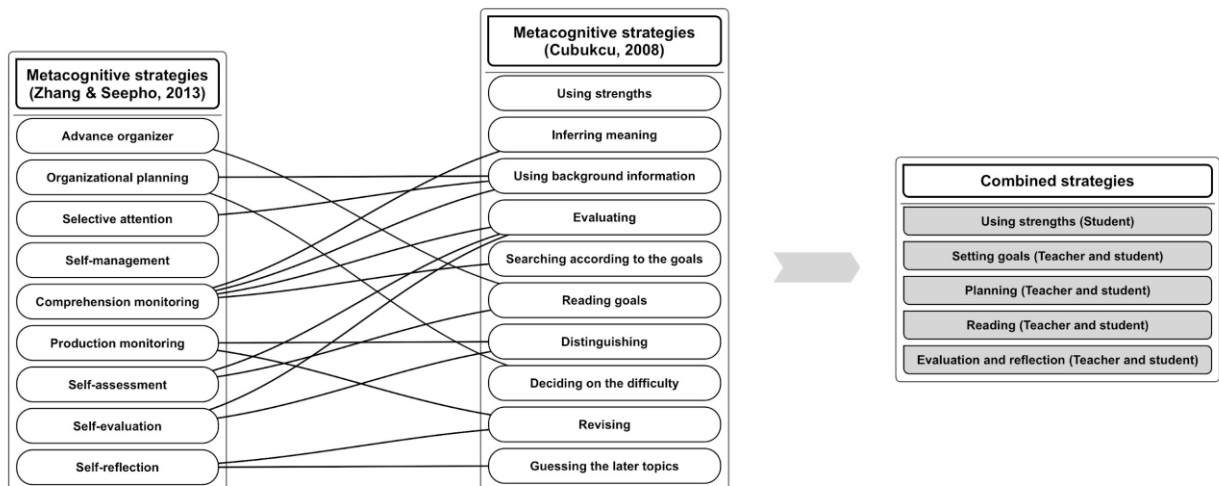 Metacognitive strategies
(Zhang & Seepho, 2013)
Advance organizer
Organizational planning
Selective attention
Self-management
Comprehension monitoring
Production monitoring
Self-assessment
Self-evaluation
Self-reflection
Metacognitive strategies
(Cubukcu, 2008)
Using strengths
Inferring meaning
Using background information
Evaluating
Searching according to the goals
Reading goals
Distinguishing
Deciding on the difficulty
Revising
Guessing the later topics
Combined strategies
Using strengths (Student)
Setting goals (Teacher and student)
Planning (Teacher and student)
Reading (Teacher and student)
Evaluation and reflection (Teacher and student)